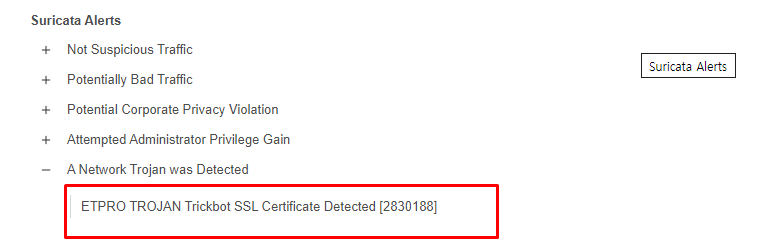 Suricata Alerts
+ Not Suspicious Traffic
Suricata Alerts
+ Potentially Bad Traffic
+ Potential Corporate Privacy Violation
+ Attempted Administrator Privilege Gain
− A Network Trojan was Detected
ETPRO TROJAN Trickbot SSL Certificate Detected [2830188]